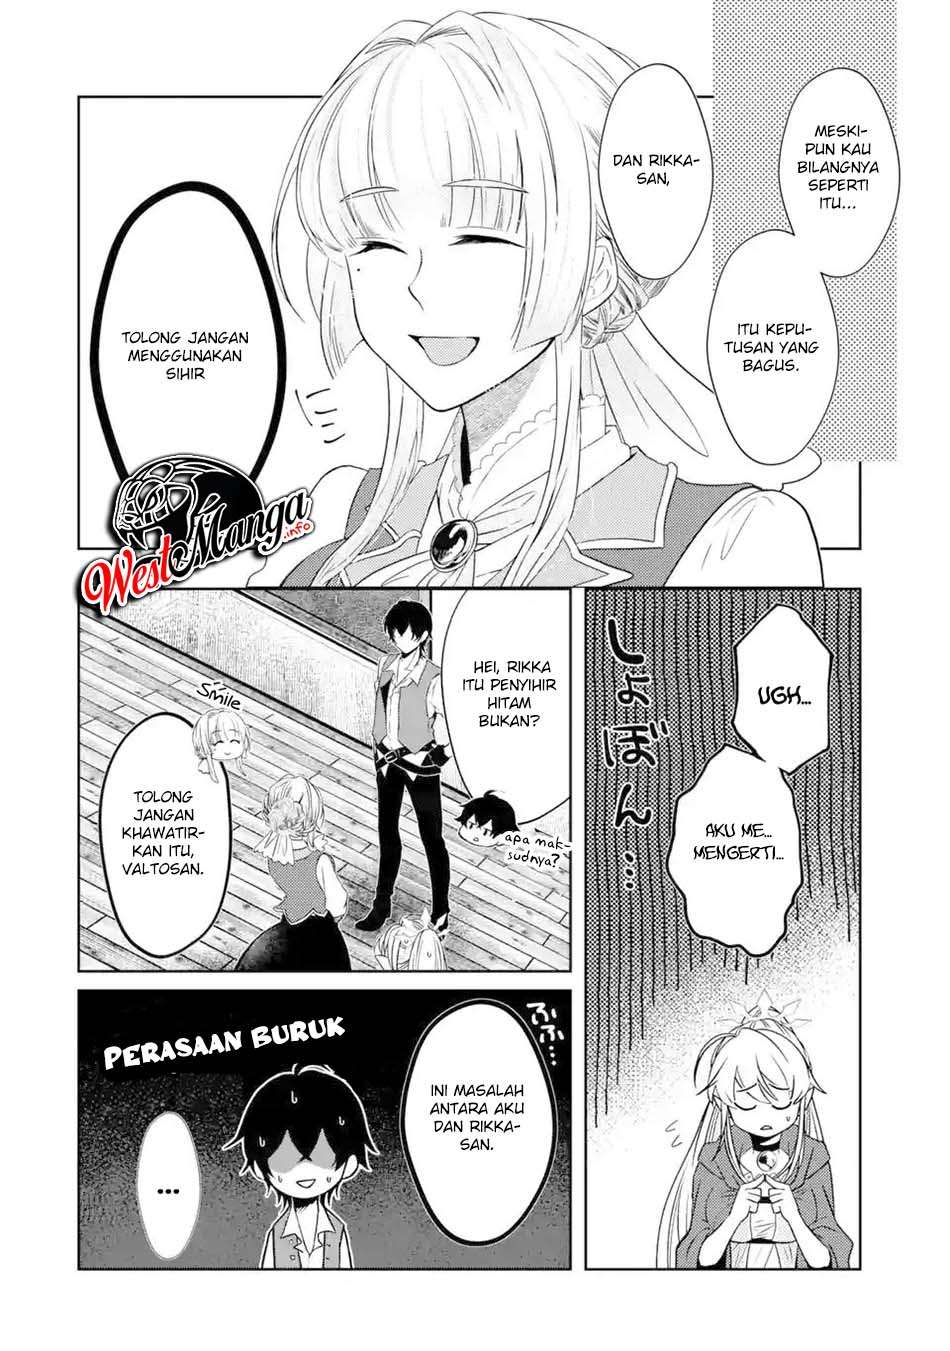 MESKI-
PUN KAU
BILANGNYA
SEPERTI
ITU...
ITU KEPU-
TUSAN YANG
BAGUS.
DAN RIKKA-
SAN,
TOLONG JANGAN
MENGGUNAKAN
SIHIR
WestManga
.info
UGH...
AKU ME...
MENGERTI...
しょぼん…
HEI, RIKKA
ITU PENYIHIR
HITAM
BUKAN?
apa mak-
sudnya?
Smile
TOLONG
JANGAN
KHAWATIR-
KAN ITU,
VALTOSAN.
ふふ…
INI MASALAH
ANTARA AKU
DAN RIKKA-
SAN.
PERASAAN BURUK
...